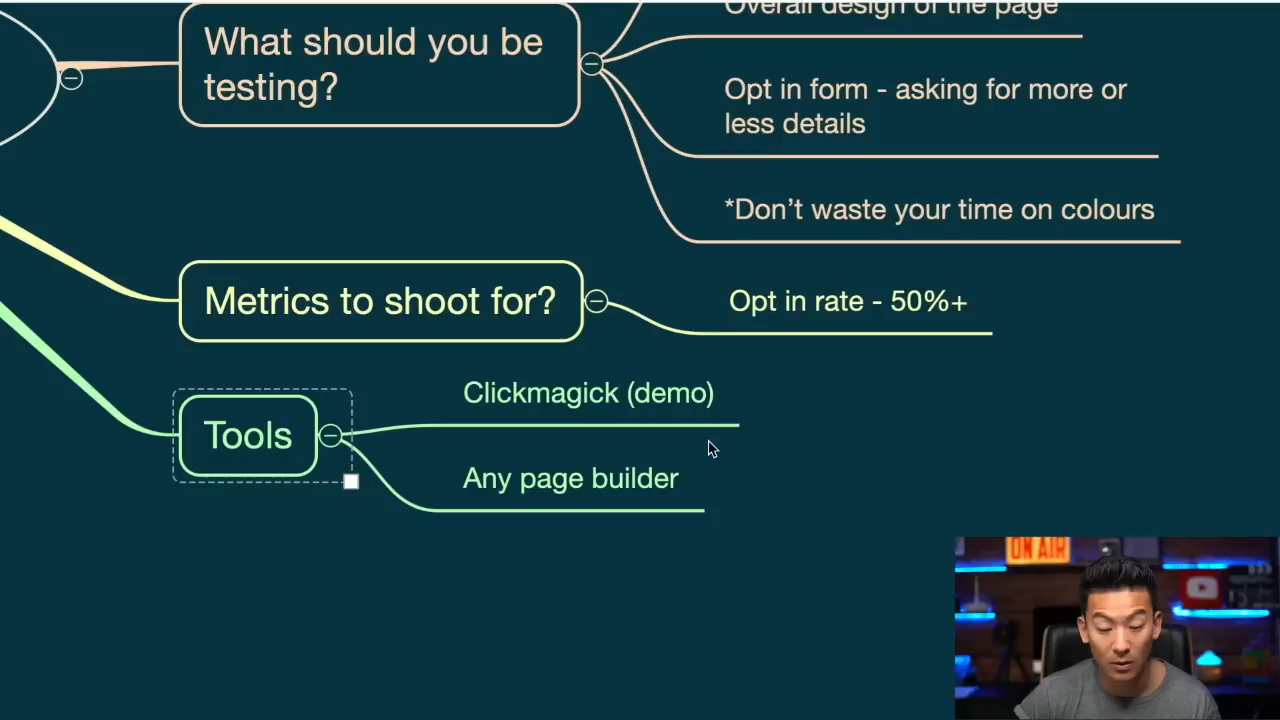 Overall design of the page
What should you be
testing?
Opt in form - asking for more or
less details
*Don't waste your time on colours
Metrics to shoot for?
Opt in rate - 50%+
Tools
Clickmagick (demo)
Any page builder
ON AIR